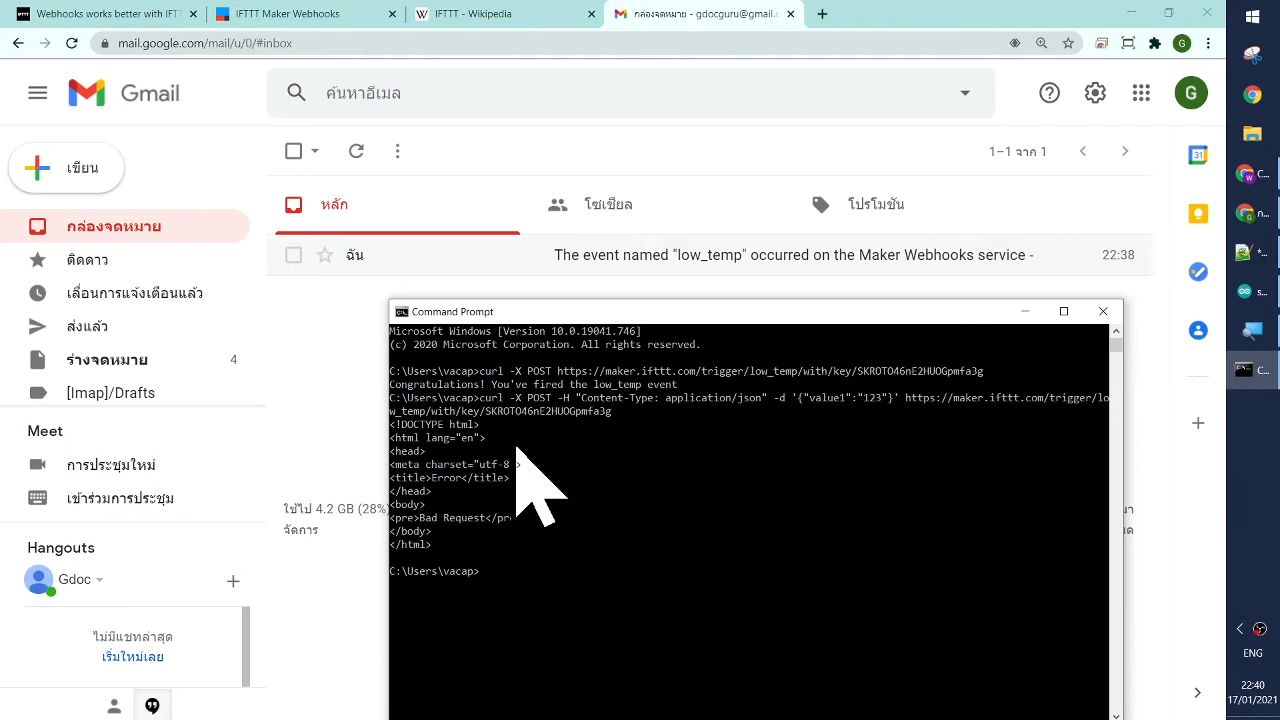 Webhooks works better with IFTT
IFTTT Maker Webhooks
IFTTT - Wikipedia
กล่องจดหมาย - gdocguru@gmail.c
mail.google.com/mail/u/0/#inbox
G
Gmail
ค้นหาอีเมล
G
เขียน
1–1 จาก 1
31
กล่องจดหมาย
หลัก
โซเชียล
โปรโมชัน
ติดดาว
ฉัน
The event named "low_temp" occurred on the Maker Webhooks service -
22:38
เลื่อนการแจ้งเตือนแล้ว
ส่งแล้ว
ร่างจดหมาย
4
[Imap]/Drafts
Meet
การประชุมใหม่
เข้าร่วมการประชุม
Hangouts
Gdoc
ไม่มีแชทล่าสุด
เริ่มใหม่เลย
ใช้ไป 4.2 GB (28%)
จัดการ
Command Prompt
Microsoft Windows [Version 10.0.19041.746]
(c) 2020 Microsoft Corporation. All rights reserved.
C:\Users\vacap>curl -X POST https://maker.ifttt.com/trigger/low_temp/with/key/SKROTO46nE2HUOGpmfa3g
Congratulations! You've fired the low_temp event
C:\Users\vacap>curl -X POST -H "Content-Type: application/json" -d '{"value1":"123"}' https://maker.ifttt.com/trigger/lo
w_temp/with/key/SKROTO46nE2HUOGpmfa3g
<!DOCTYPE html>
<html lang="en">
<head>
<meta charset="utf-8">
<title>Error</title>
</head>
<body>
<pre>Bad Request</pre
</body>
</html>
C:\Users\vacap>
C...
n...
s...
C...
ENG
22:40
17/01/2021